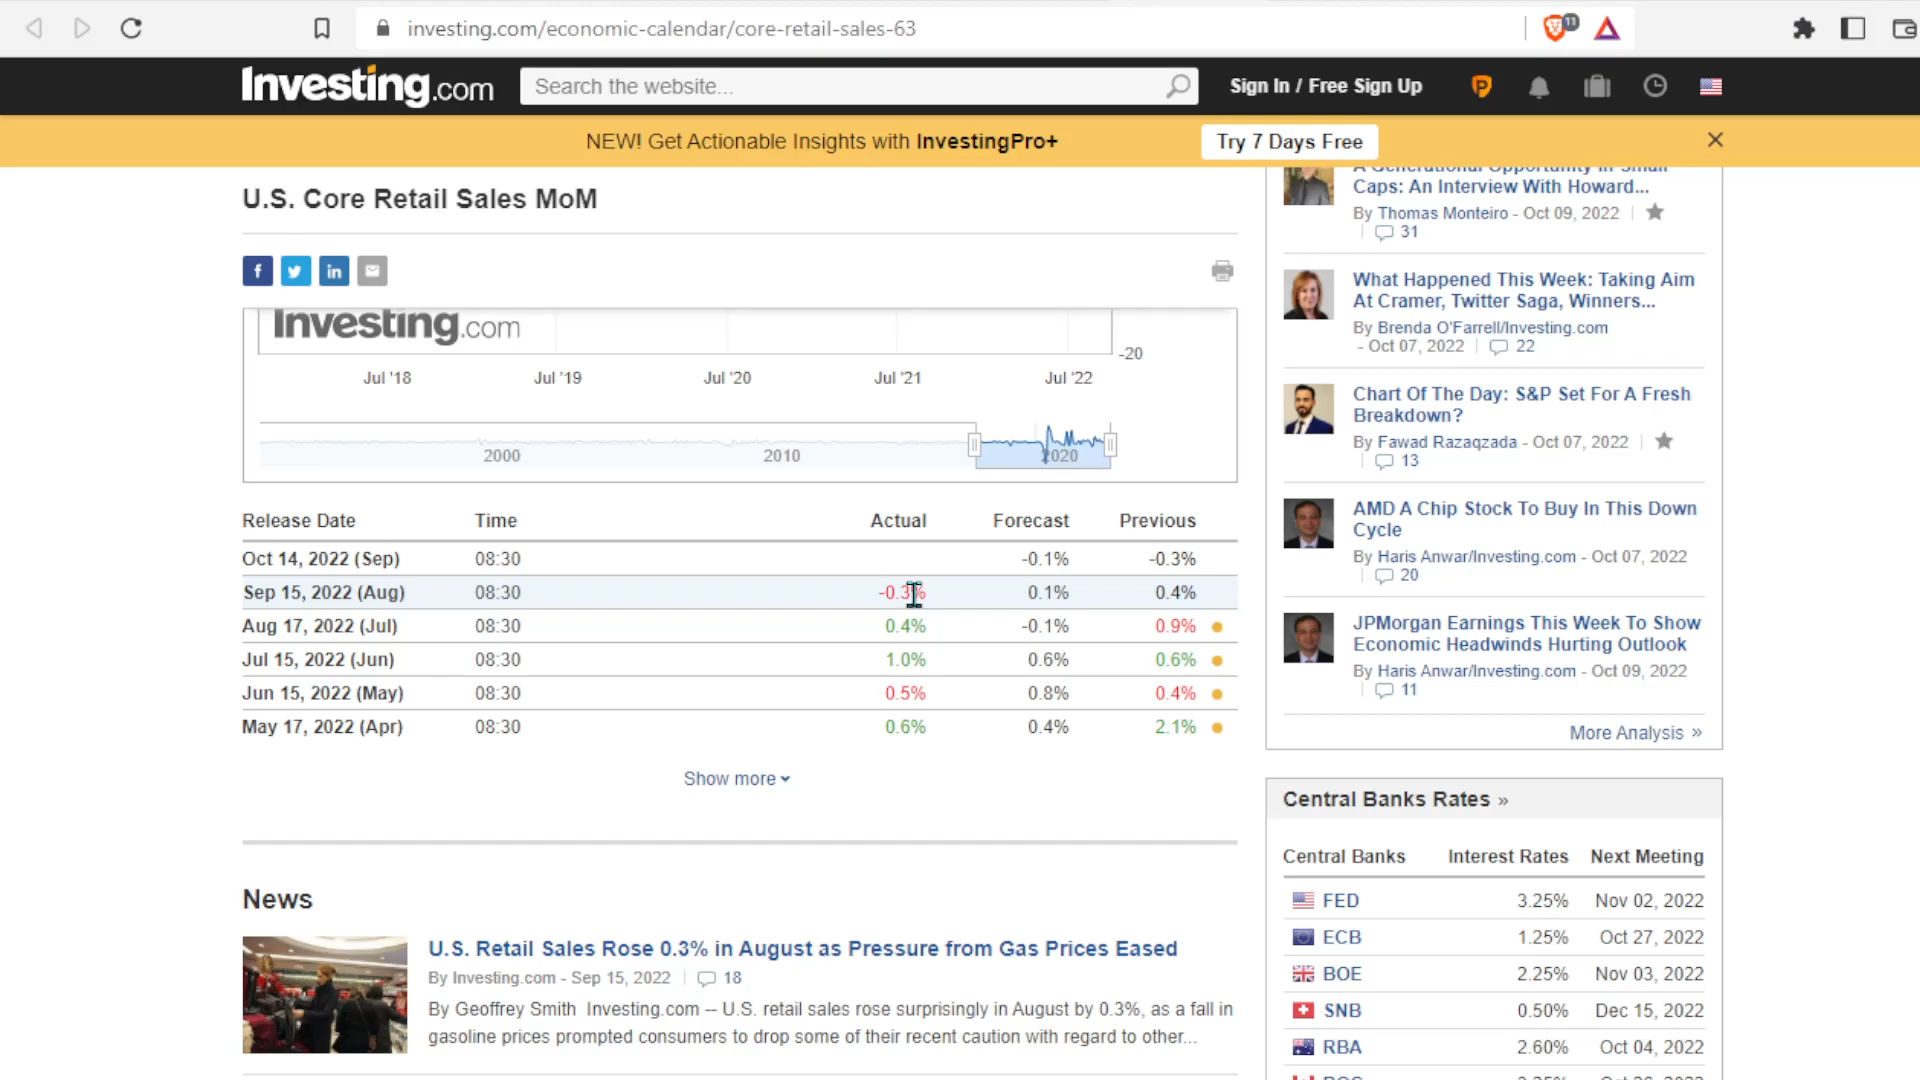 investing.com/economic-calendar/core-retail-sales-63
11
Investing.com
Search the website...
Sign In / Free Sign Up
NEW! Get Actionable Insights with InvestingPro+
Try 7 Days Free
U.S. Core Retail Sales MoM
Investing.com
-20
Jul '18 Jul '19 Jul '20 Jul '21 Jul '22
2000 2010 2020
Release Date Time Actual Forecast Previous
Oct 14, 2022 (Sep) 08:30 -0.1% -0.3%
Sep 15, 2022 (Aug) 08:30 -0.3% 0.1% 0.4%
Aug 17, 2022 (Jul) 08:30 0.4% -0.1% 0.9%
Jul 15, 2022 (Jun) 08:30 1.0% 0.6% 0.6%
Jun 15, 2022 (May) 08:30 0.5% 0.8% 0.4%
May 17, 2022 (Apr) 08:30 0.6% 0.4% 2.1%
Show more
News
U.S. Retail Sales Rose 0.3% in August as Pressure from Gas Prices Eased
By Investing.com - Sep 15, 2022 18
By Geoffrey Smith Investing.com -- U.S. retail sales rose surprisingly in August by 0.3%, as a fall in
gasoline prices prompted consumers to drop some of their recent caution with regard to other...
A Generational Opportunity In Small
Caps: An Interview With Howard...
By Thomas Monteiro - Oct 09, 2022
31
What Happened This Week: Taking Aim
At Cramer, Twitter Saga, Winners...
By Brenda O'Farrell/Investing.com
- Oct 07, 2022 22
Chart Of The Day: S&P Set For A Fresh
Breakdown?
By Fawad Razaqzada - Oct 07, 2022
13
AMD A Chip Stock To Buy In This Down
Cycle
By Haris Anwar/Investing.com - Oct 07, 2022
20
JPMorgan Earnings This Week To Show
Economic Headwinds Hurting Outlook
By Haris Anwar/Investing.com - Oct 09, 2022
11
More Analysis »
Central Banks Rates »
Central Banks Interest Rates Next Meeting
FED 3.25% Nov 02, 2022
ECB 1.25% Oct 27, 2022
BOE 2.25% Nov 03, 2022
SNB 0.50% Dec 15, 2022
RBA 2.60% Oct 04, 2022